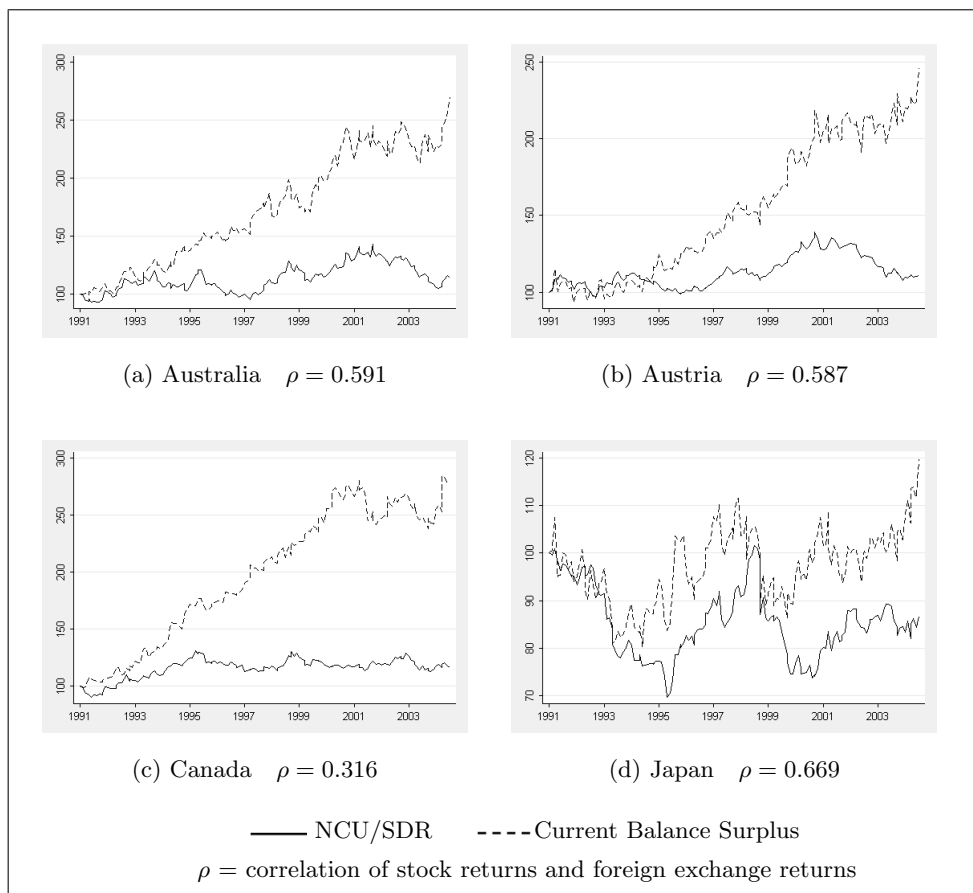 300
250
200
150
100
1991 1993 1995 1997 1999 2001 2003
(a) Australia ρ = 0.591
250
200
150
100
1991 1993 1995 1997 1999 2001 2003
(b) Austria ρ = 0.587
300
250
200
150
100
1991 1993 1995 1997 1999 2001 2003
(c) Canada ρ = 0.316
120
110
100
90
80
70
1991 1993 1995 1997 1999 2001 2003
(d) Japan ρ = 0.669
NCU/SDR Current Balance Surplus
ρ = correlation of stock returns and foreign exchange returns